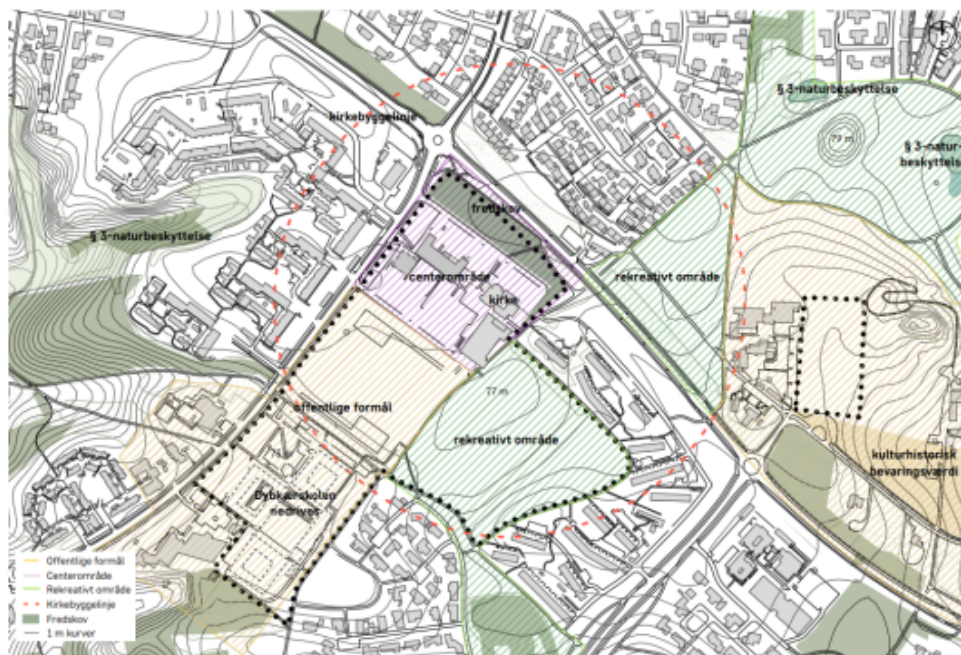 § 3-naturbeskyttelse
kirkebyggelinje
79 m
§ 3-natur-
beskyttelse
fredskov
§ 3-naturbeskyttelse
centerområde
rekreativt område
kirke
77 m
offentlige formål
rekreativt område
kulturhistorisk
bevaringsværdi
Dybkærskolen
nedrives
Offentlige formål
Centerområde
Rekreativt område
Kirkebyggelinje
Fredskov
1 m kurver